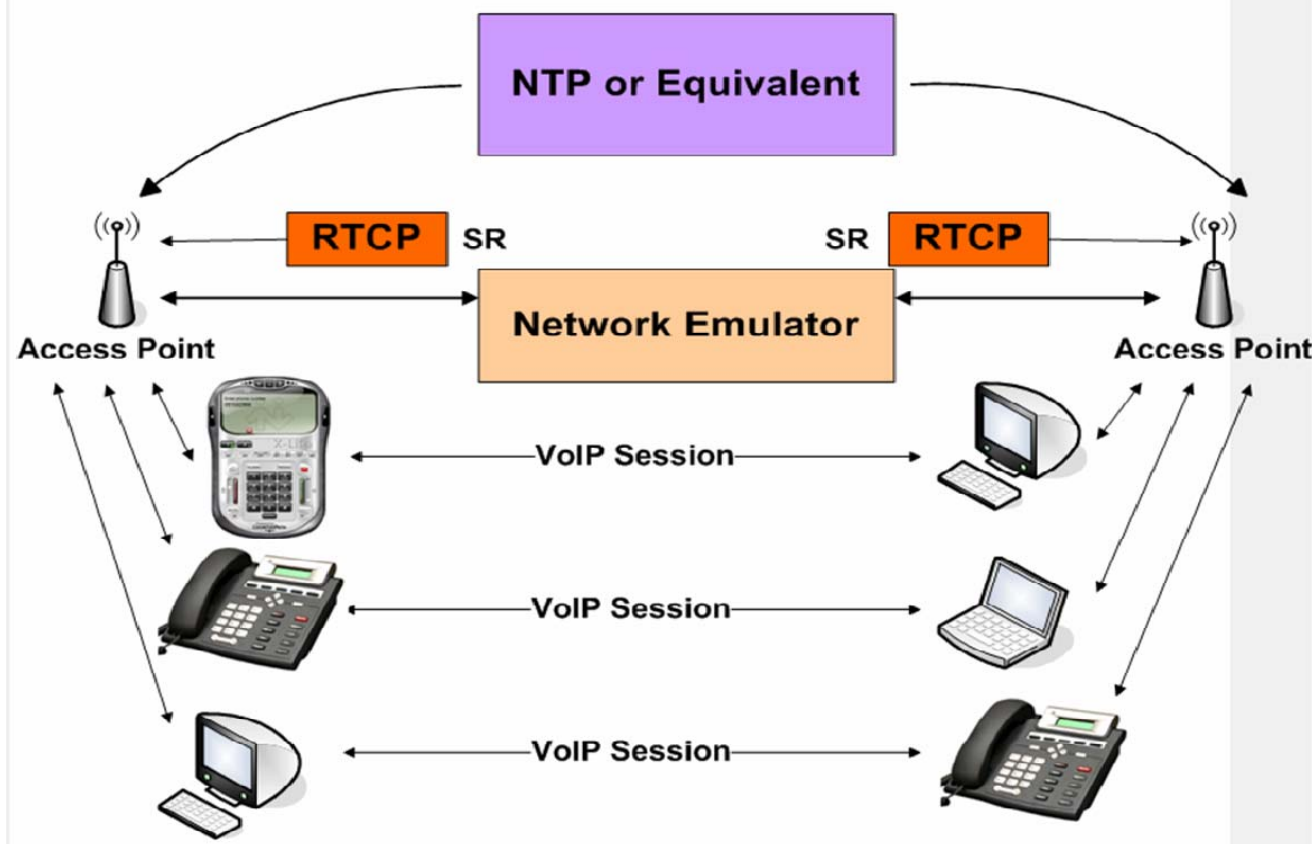 NTP or Equivalent
RTCP SR
SR RTCP
Network Emulator
Access Point
Access Point
VoIP Session
VoIP Session
VoIP Session